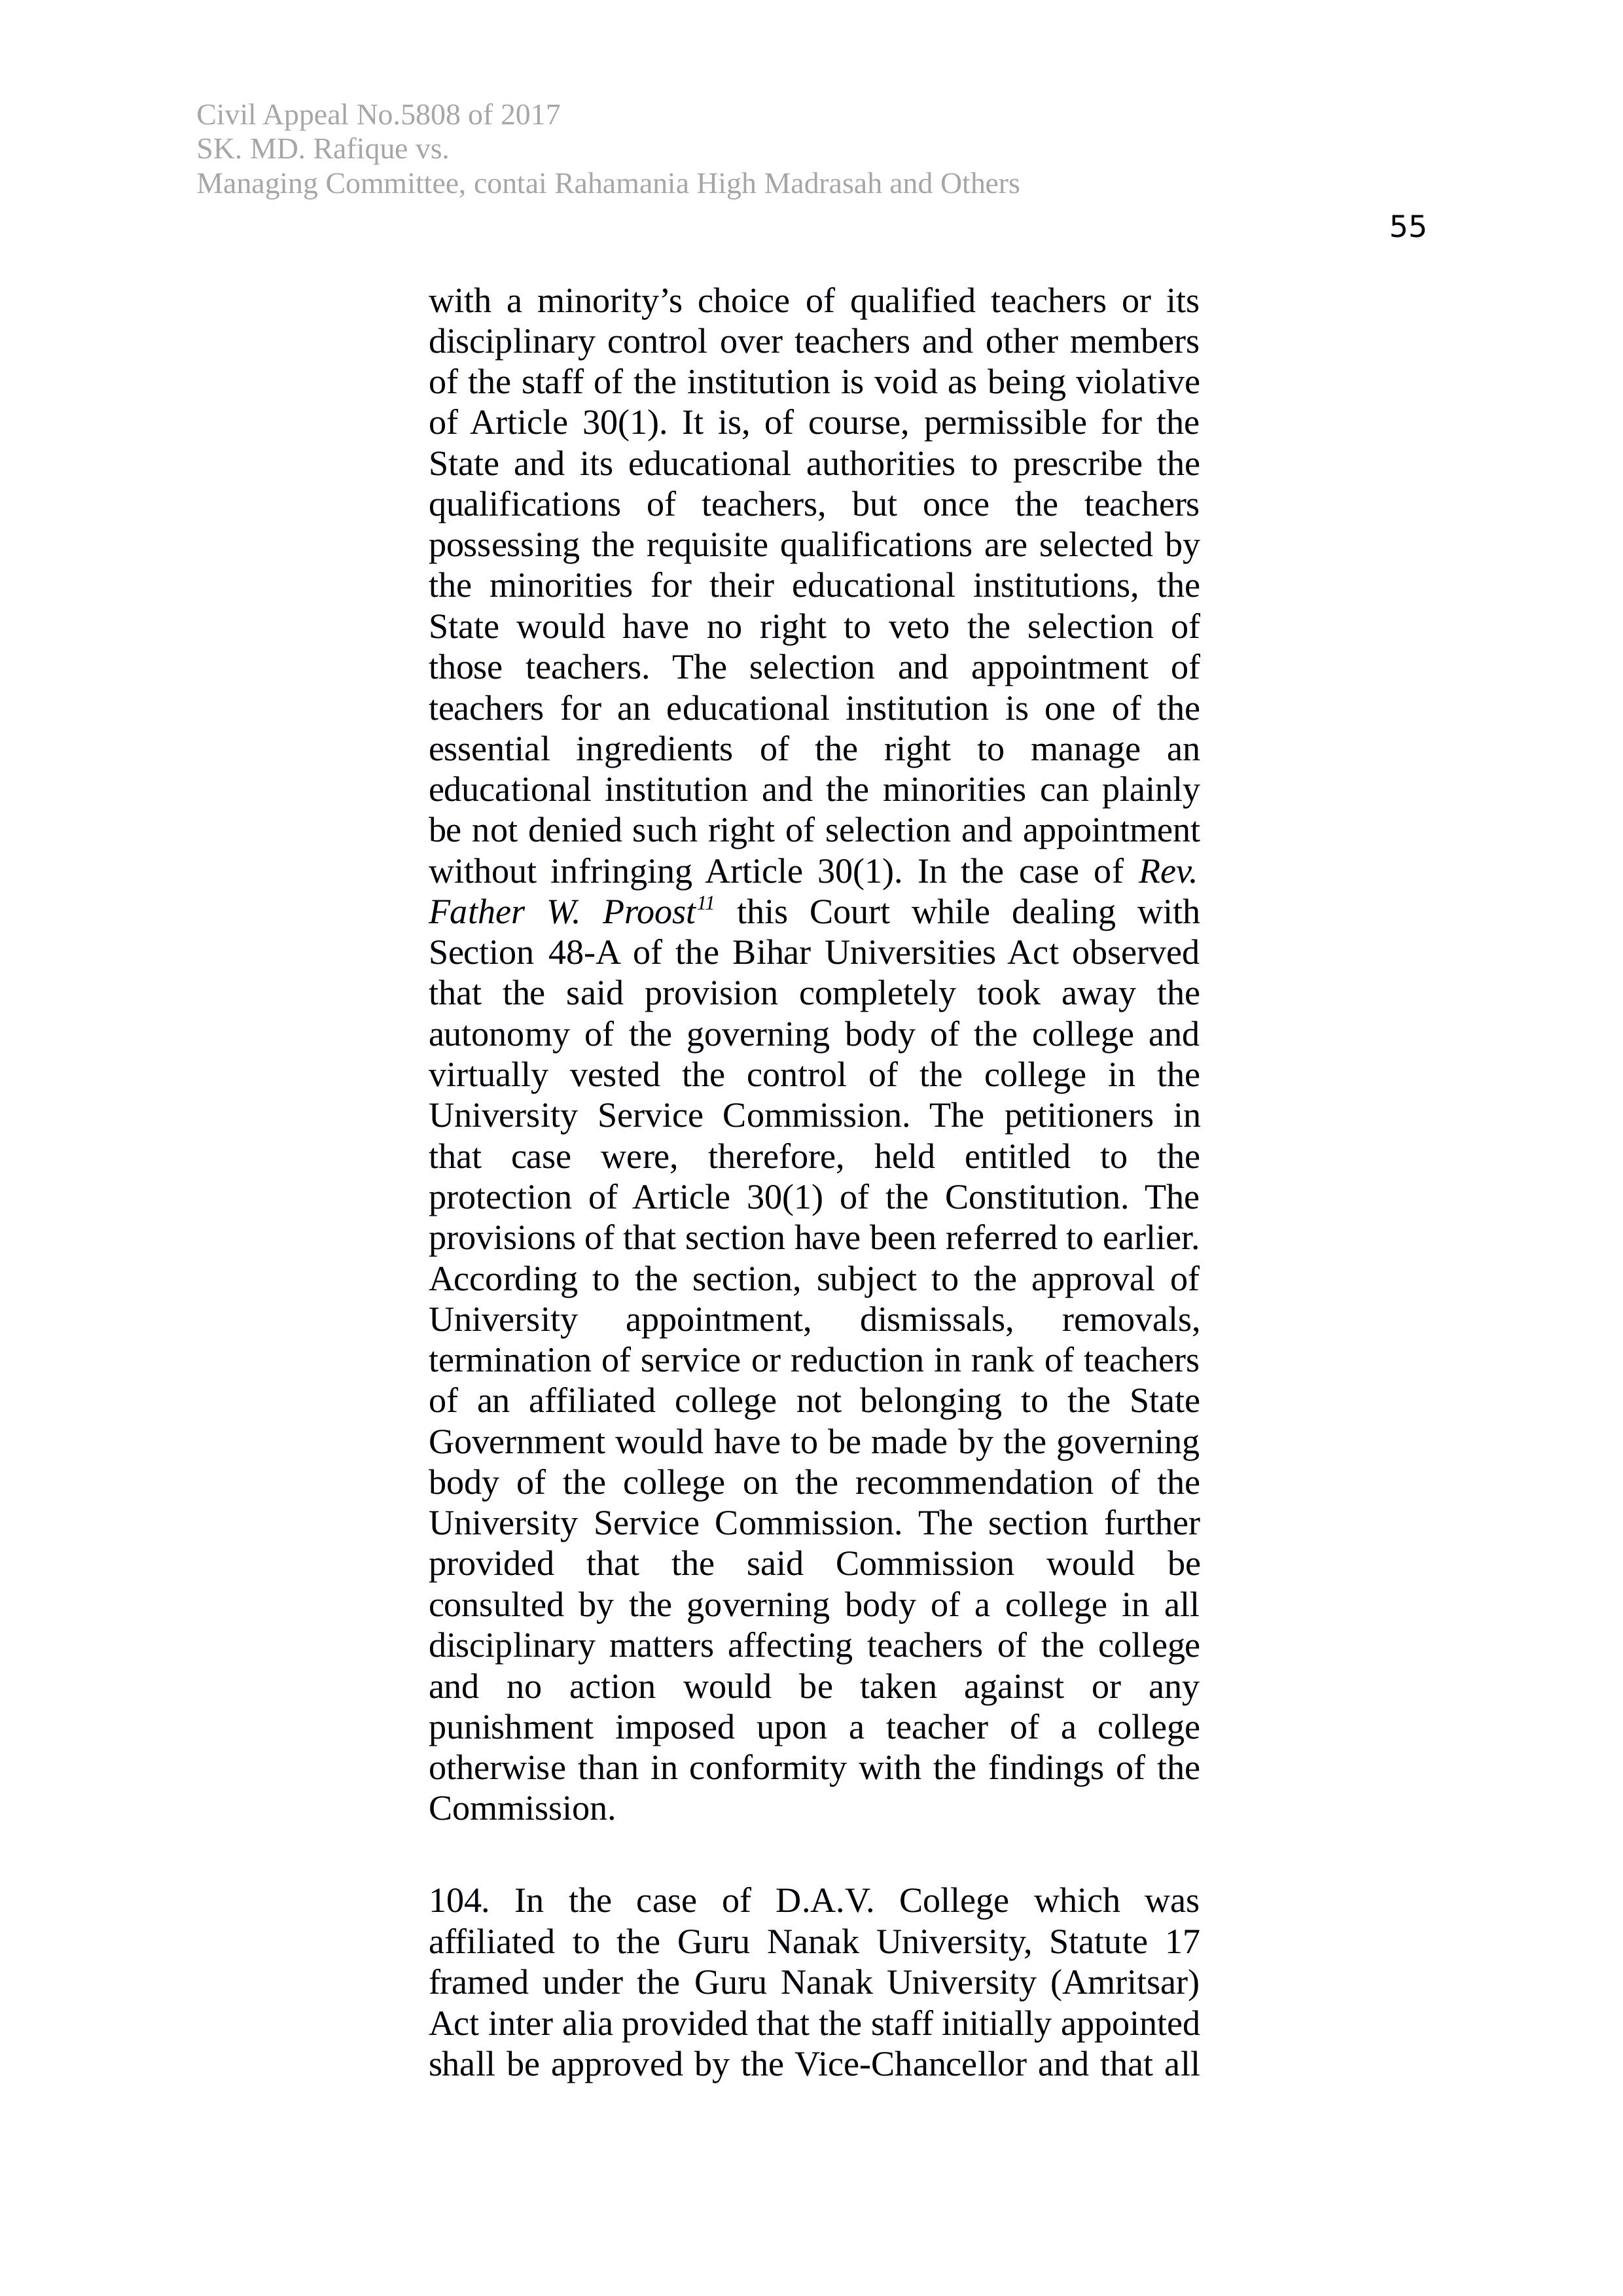 Civil Appeal No.5808 of 2017
SK. MD. Rafique vs.
Managing Committee, contai Rahamania High Madrasah and Others
55
with a minority’s choice of qualified teachers or its
disciplinary control over teachers and other members
of the staff of the institution is void as being violative
of Article 30(1). It is, of course, permissible for the
State and its educational authorities to prescribe the
qualifications of teachers, but once the teachers
possessing the requisite qualifications are selected by
the minorities for their educational institutions, the
State would have no right to veto the selection of
those teachers. The selection and appointment of
teachers for an educational institution is one of the
essential ingredients of the right to manage an
educational institution and the minorities can plainly
be not denied such right of selection and appointment
without infringing Article 30(1). In the case of Rev.
Father W. Proost11 this Court while dealing with
Section 48-A of the Bihar Universities Act observed
that the said provision completely took away the
autonomy of the governing body of the college and
virtually vested the control of the college in the
University Service Commission. The petitioners in
that case were, therefore, held entitled to the
protection of Article 30(1) of the Constitution. The
provisions of that section have been referred to earlier.
According to the section, subject to the approval of
University appointment, dismissals, removals,
termination of service or reduction in rank of teachers
of an affiliated college not belonging to the State
Government would have to be made by the governing
body of the college on the recommendation of the
University Service Commission. The section further
provided that the said Commission would be
consulted by the governing body of a college in all
disciplinary matters affecting teachers of the college
and no action would be taken against or any
punishment imposed upon a teacher of a college
otherwise than in conformity with the findings of the
Commission.
104. In the case of D.A.V. College which was
affiliated to the Guru Nanak University, Statute 17
framed under the Guru Nanak University (Amritsar)
Act inter alia provided that the staff initially appointed
shall be approved by the Vice-Chancellor and that all